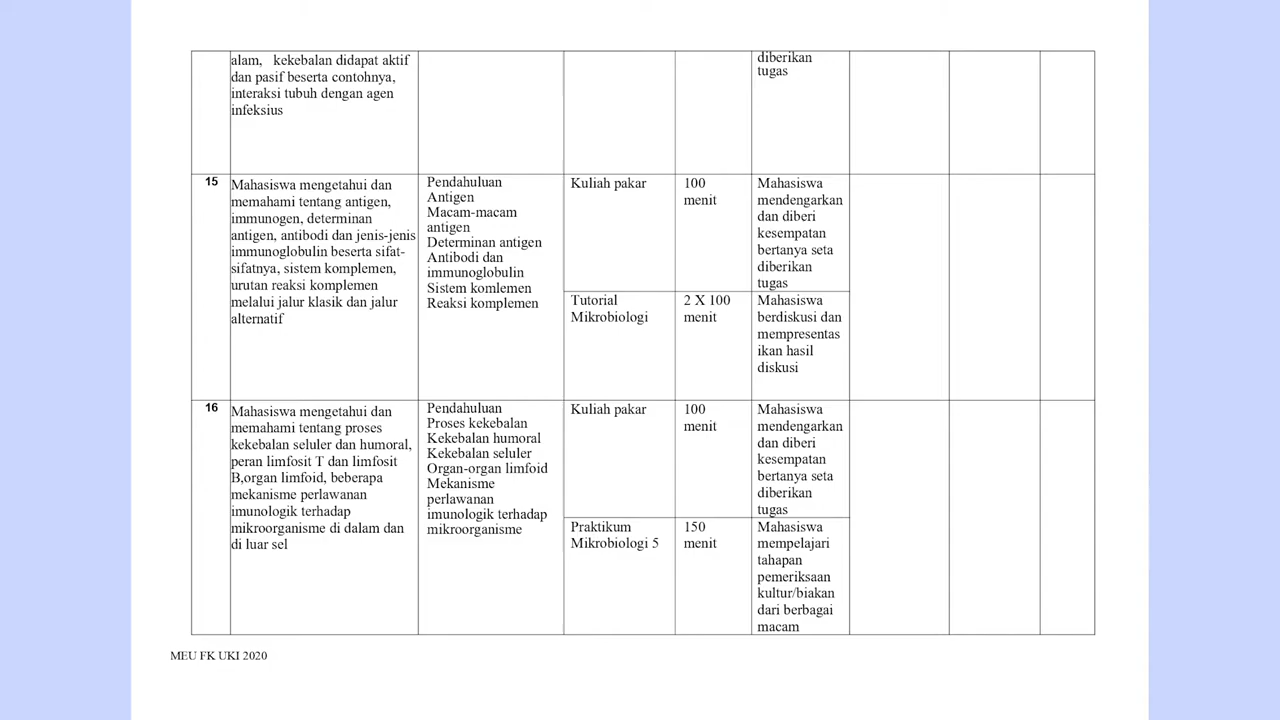 alam, kekebalan didapat aktif
dan pasif beserta contohnya,
interaksi tubuh dengan agen
infeksius
diberikan
tugas
15
Mahasiswa mengetahui dan
memahami tentang antigen,
immunogen, determinan
antigen, antibodi dan jenis-jenis
immunoglobulin beserta sifat-
sifatnya, sistem komplemen,
urutan reaksi komplemen
melalui jalur klasik dan jalur
alternatif
Pendahuluan
Antigen
Macam-macam
antigen
Determinan antigen
Antibodi dan
immunoglobulin
Sistem komlemen
Reaksi komplemen
Kuliah pakar
100
menit
Mahasiswa
mendengarkan
dan diberi
kesempatan
bertanya seta
diberikan
tugas
Tutorial
Mikrobiologi
2 X 100
menit
Mahasiswa
berdiskusi dan
mempresentas
ikan hasil
diskusi
16
Mahasiswa mengetahui dan
memahami tentang proses
kekebalan seluler dan humoral,
peran limfosit T dan limfosit
B,organ limfoid, beberapa
mekanisme perlawanan
imunologik terhadap
mikroorganisme di dalam dan
di luar sel
Pendahuluan
Proses kekebalan
Kekebalan humoral
Kekebalan seluler
Organ-organ limfoid
Mekanisme
perlawanan
imunologik terhadap
mikroorganisme
Kuliah pakar
100
menit
Mahasiswa
mendengarkan
dan diberi
kesempatan
bertanya seta
diberikan
tugas
Praktikum
Mikrobiologi 5
150
menit
Mahasiswa
mempelajari
tahapan
pemeriksaan
kultur/biakan
dari berbagai
macam
MEU FK UKI 2020